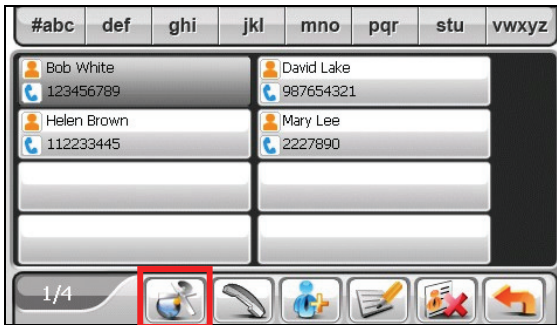 #abc def ghi jkl mno pqr stu vwxyz
Bob White David Lake
123456789 987654321
Helen Brown Mary Lee
112233445 2227890
1/4